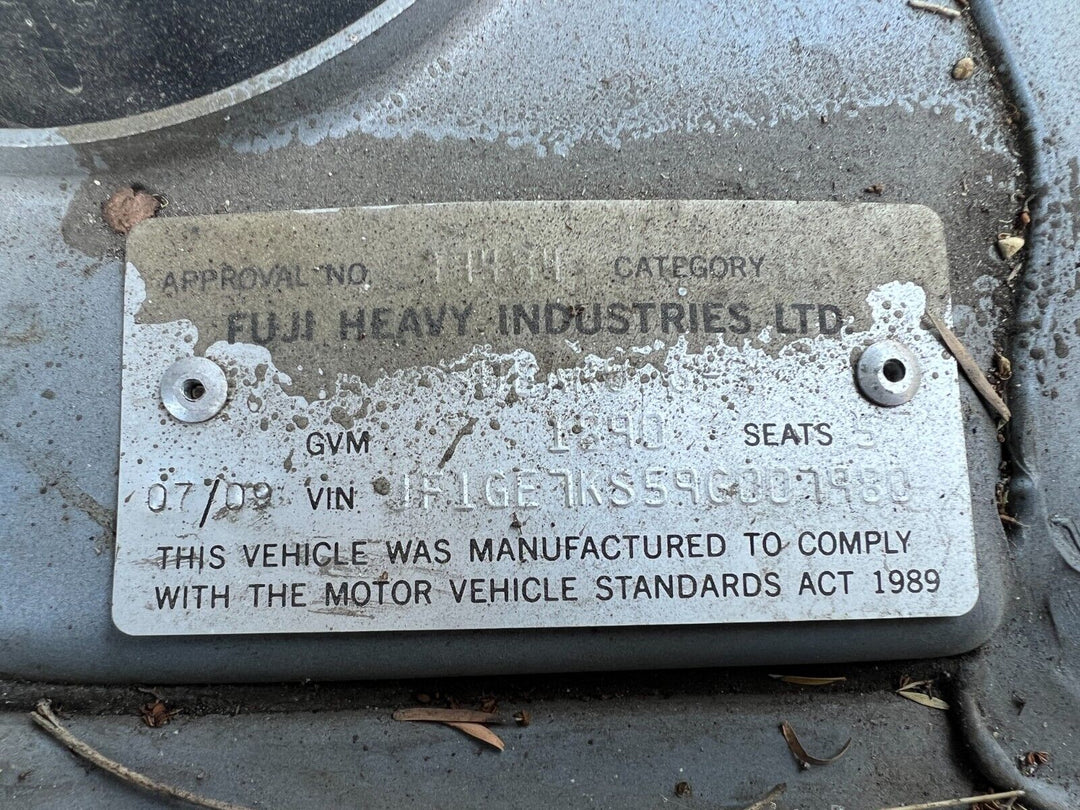 APPROVAL NO. CATEGORY
FUJI HEAVY INDUSTRIES LTD.
GVM SEATS 5
07/09 VIN
THIS VEHICLE WAS MANUFACTURED TO COMPLY
WITH THE MOTOR VEHICLE STANDARDS ACT 1989